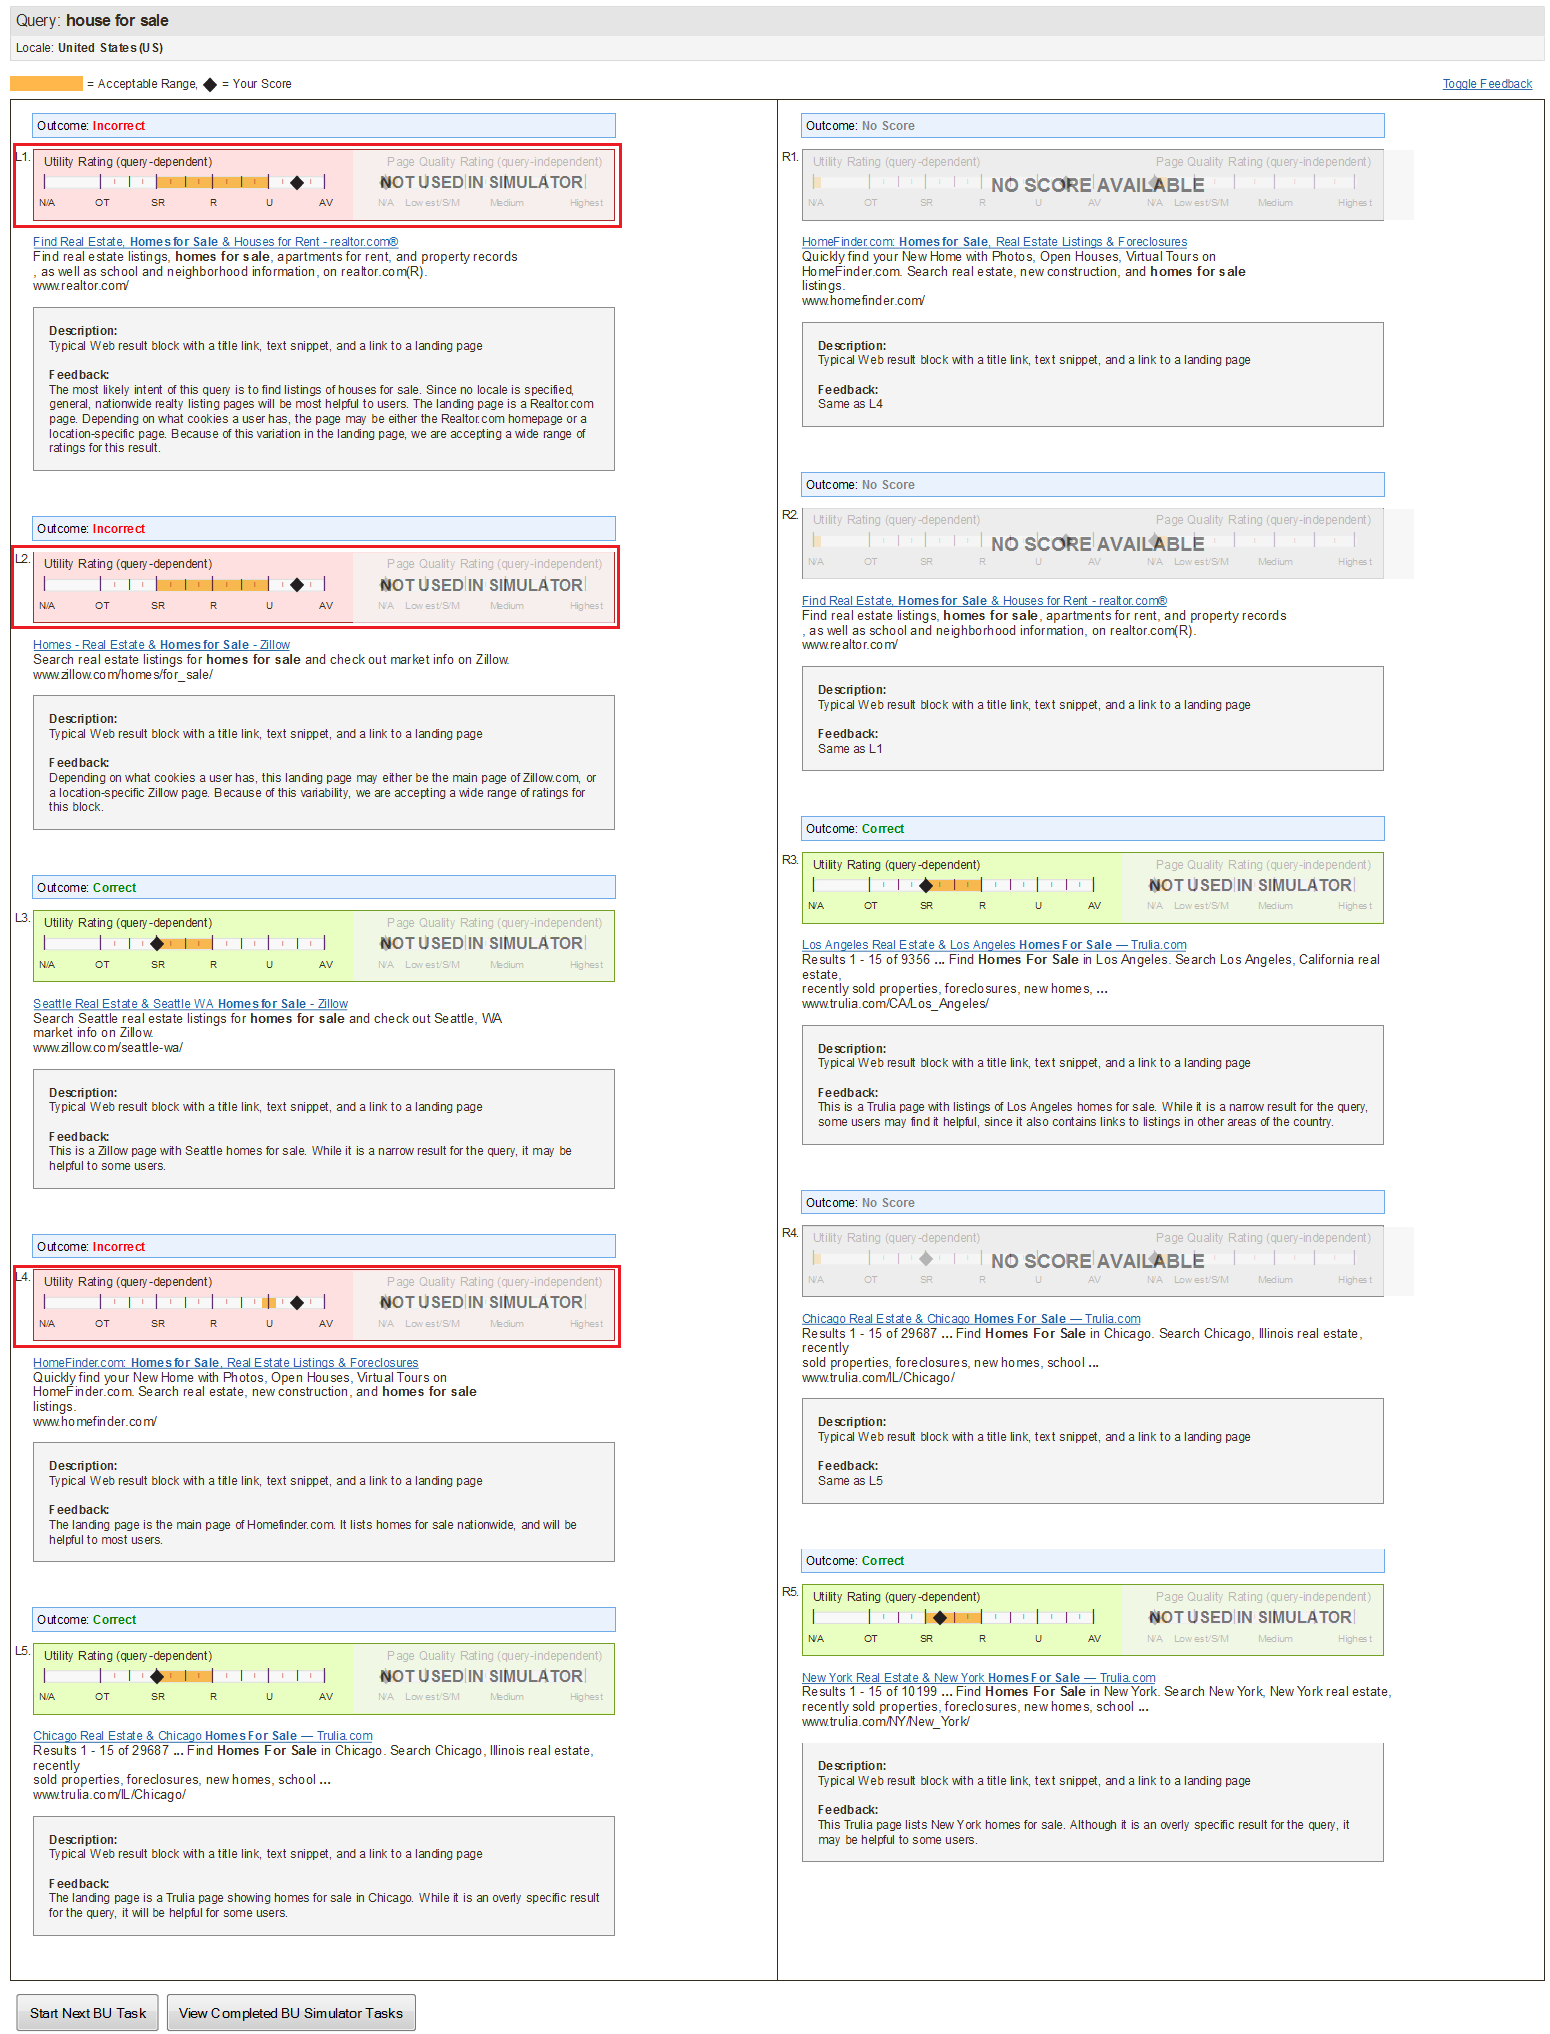 Query: house for sale
Locale: United States (US)
= Acceptable Range, = Your Score
Toggle Feedback
Outcome: Incorrect
L1.
Utility Rating (query-dependent)
Page Quality Rating (query-independent)
NOT USED IN SIMULATOR
N/A OT SR R U AV
N/A Lowest/S/M Medium Highest
Find Real Estate, Homes for Sale & Houses for Rent - realtor.com®
Find real estate listings, homes for sale, apartments for rent, and property records
, as well as school and neighborhood information, on realtor.com(R).
www.realtor.com/
Description:
Typical Web result block with a title link, text snippet, and a link to a landing page
Feedback:
The most likely intent of this query is to find listings of houses for sale. Since no locale is specified,
general, nationwide realty listing pages will be most helpful to users. The landing page is a Realtor.com
page. Depending on what cookies a user has, the page may be either the Realtor.com homepage or a
location-specific page. Because of this variation in the landing page, we are accepting a wide range of
ratings for this result.
Outcome: Incorrect
L2.
Utility Rating (query-dependent)
Page Quality Rating (query-independent)
NOT USED IN SIMULATOR
N/A OT SR R U AV
N/A Lowest/S/M Medium Highest
Homes - Real Estate & Homes for Sale - Zillow
Search real estate listings for homes for sale and check out market info on Zillow.
www.zillow.com/homes/for_sale/
Description:
Typical Web result block with a title link, text snippet, and a link to a landing page
Feedback:
Depending on what cookies a user has, this landing page may either be the main page of Zillow.com, or
a location-specific Zillow page. Because of this variability, we are accepting a wide range of ratings for
this block.
Outcome: Correct
L3.
Utility Rating (query-dependent)
Page Quality Rating (query-independent)
NOT USED IN SIMULATOR
N/A OT SR R U AV
N/A Lowest/S/M Medium Highest
Seattle Real Estate & Seattle WA Homes for Sale - Zillow
Search Seattle real estate listings for homes for sale and check out Seattle, WA
market info on Zillow.
www.zillow.com/seattle-wa/
Description:
Typical Web result block with a title link, text snippet, and a link to a landing page
Feedback:
This is a Zillow page with Seattle homes for sale. While it is a narrow result for the query, it may be
helpful to some users.
Outcome: Incorrect
L4.
Utility Rating (query-dependent)
Page Quality Rating (query-independent)
NOT USED IN SIMULATOR
N/A OT SR R U AV
N/A Lowest/S/M Medium Highest
HomeFinder.com: Homes for Sale, Real Estate Listings & Foreclosures
Quickly find your New Home with Photos, Open Houses, Virtual Tours on
HomeFinder.com. Search real estate, new construction, and homes for sale
listings.
www.homefinder.com/
Description:
Typical Web result block with a title link, text snippet, and a link to a landing page
Feedback:
The landing page is the main page of Homefinder.com. It lists homes for sale nationwide, and will be
helpful to most users.
Outcome: Correct
L5.
Utility Rating (query-dependent)
Page Quality Rating (query-independent)
NOT USED IN SIMULATOR
N/A OT SR R U AV
N/A Lowest/S/M Medium Highest
Chicago Real Estate & Chicago Homes For Sale — Trulia.com
Results 1 - 15 of 29687 ... Find Homes For Sale in Chicago. Search Chicago, Illinois real estate,
recently
sold properties, foreclosures, new homes, school ...
www.trulia.com/IL/Chicago/
Description:
Typical Web result block with a title link, text snippet, and a link to a landing page
Feedback:
The landing page is a Trulia page showing homes for sale in Chicago. While it is an overly specific result
for the query, it will be helpful for some users.
Outcome: No Score
R1.
Utility Rating (query-dependent)
Page Quality Rating (query-independent)
NO SCORE AVAILABLE
N/A OT SR R U AV
N/A Lowest/S/M Medium Highest
HomeFinder.com: Homes for Sale, Real Estate Listings & Foreclosures
Quickly find your New Home with Photos, Open Houses, Virtual Tours on
HomeFinder.com. Search real estate, new construction, and homes for sale
listings.
www.homefinder.com/
Description:
Typical Web result block with a title link, text snippet, and a link to a landing page
Feedback:
Same as L4
Outcome: No Score
R2.
Utility Rating (query-dependent)
Page Quality Rating (query-independent)
NO SCORE AVAILABLE
N/A OT SR R U AV
N/A Lowest/S/M Medium Highest
Find Real Estate, Homes for Sale & Houses for Rent - realtor.com®
Find real estate listings, homes for sale, apartments for rent, and property records
, as well as school and neighborhood information, on realtor.com(R).
www.realtor.com/
Description:
Typical Web result block with a title link, text snippet, and a link to a landing page
Feedback:
Same as L1
Outcome: Correct
R3.
Utility Rating (query-dependent)
Page Quality Rating (query-independent)
NOT USED IN SIMULATOR
N/A OT SR R U AV
N/A Lowest/S/M Medium Highest
Los Angeles Real Estate & Los Angeles Homes For Sale — Trulia.com
Results 1 - 15 of 9356 ... Find Homes For Sale in Los Angeles. Search Los Angeles, California real
estate,
recently sold properties, foreclosures, new homes, ...
www.trulia.com/CA/Los_Angeles/
Description:
Typical Web result block with a title link, text snippet, and a link to a landing page
Feedback:
This is a Trulia page with listings of Los Angeles homes for sale. While it is a narrow result for the query,
some users may find it helpful, since it also contains links to listings in other areas of the country.
Outcome: No Score
R4.
Utility Rating (query-dependent)
Page Quality Rating (query-independent)
NO SCORE AVAILABLE
N/A OT SR R U AV
N/A Lowest/S/M Medium Highest
Chicago Real Estate & Chicago Homes For Sale — Trulia.com
Results 1 - 15 of 29687 ... Find Homes For Sale in Chicago. Search Chicago, Illinois real estate,
recently
sold properties, foreclosures, new homes, school ...
www.trulia.com/IL/Chicago/
Description:
Typical Web result block with a title link, text snippet, and a link to a landing page
Feedback:
Same as L5
Outcome: Correct
R5.
Utility Rating (query-dependent)
Page Quality Rating (query-independent)
NOT USED IN SIMULATOR
N/A OT SR R U AV
N/A Lowest/S/M Medium Highest
New York Real Estate & New York Homes For Sale — Trulia.com
Results 1 - 15 of 10199 ... Find Homes For Sale in New York. Search New York, New York real estate,
recently sold properties, foreclosures, new homes, school ...
www.trulia.com/NY/New_York/
Description:
Typical Web result block with a title link, text snippet, and a link to a landing page
Feedback:
This Trulia page lists New York homes for sale. Although it is an overly specific result for the query, it
may be helpful to some users.
Start Next BU Task
View Completed BU Simulator Tasks